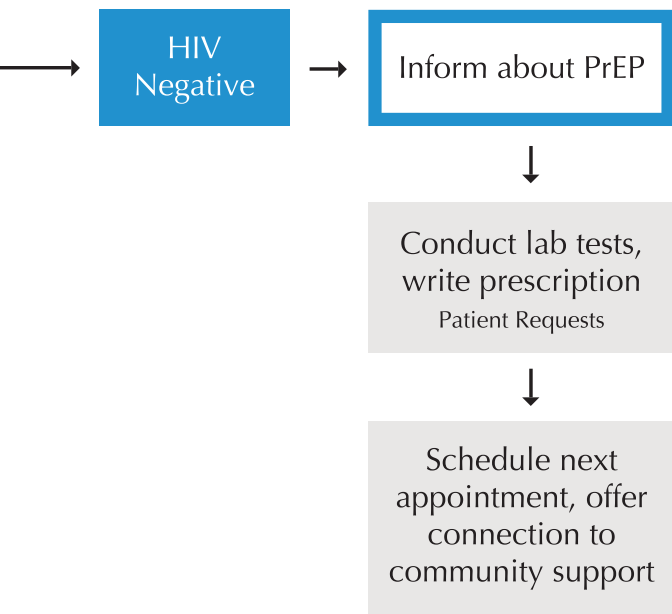 HIV
Negative
Inform about PrEP
Conduct lab tests,
write prescription
Patient Requests
Schedule next
appointment, offer
connection to
community support